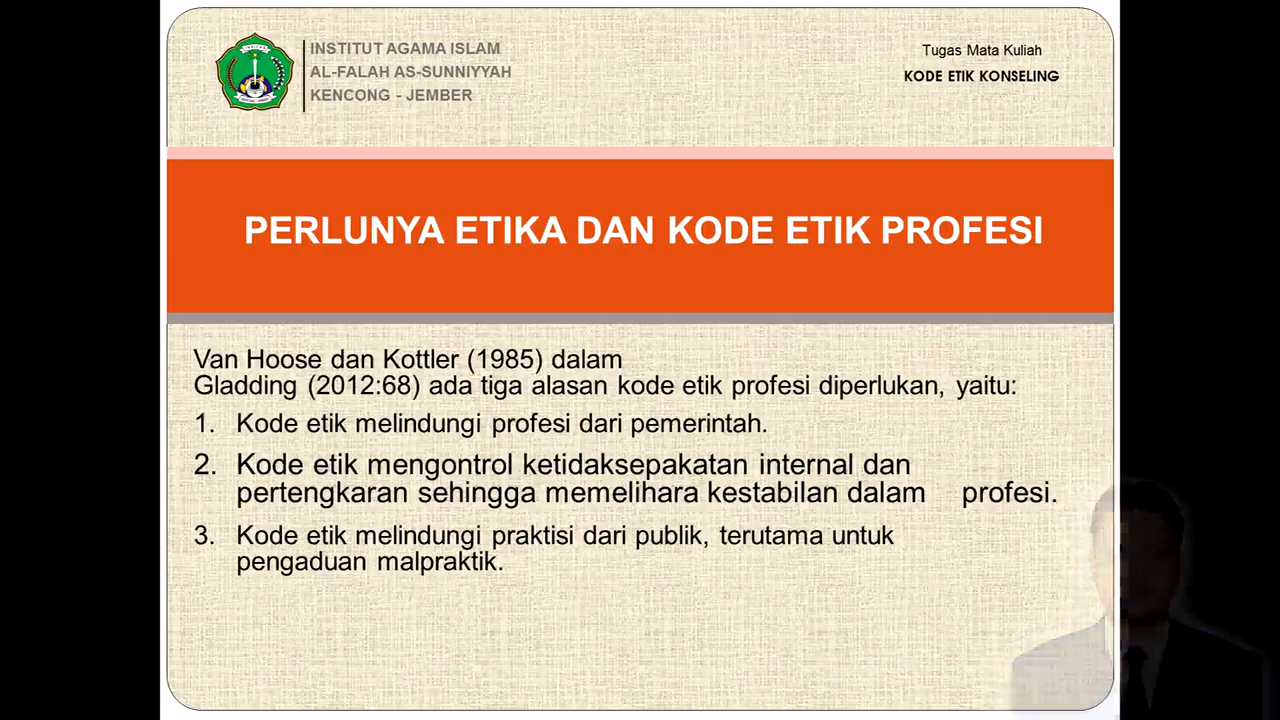 INSTITUT AGAMA ISLAM
AL-FALAH AS-SUNNIYYAH
KENCONG - JEMBER
Tugas Mata Kuliah
KODE ETIK KONSELING
PERLUNYA ETIKA DAN KODE ETIK PROFESI
Van Hoose dan Kottler (1985) dalam
Gladding (2012:68) ada tiga alasan kode etik profesi diperlukan, yaitu:
1. Kode etik melindungi profesi dari pemerintah.
2. Kode etik mengontrol ketidaksepakatan internal dan
pertengkaran sehingga memelihara kestabilan dalam profesi.
3. Kode etik melindungi praktisi dari publik, terutama untuk
pengaduan malpraktik.